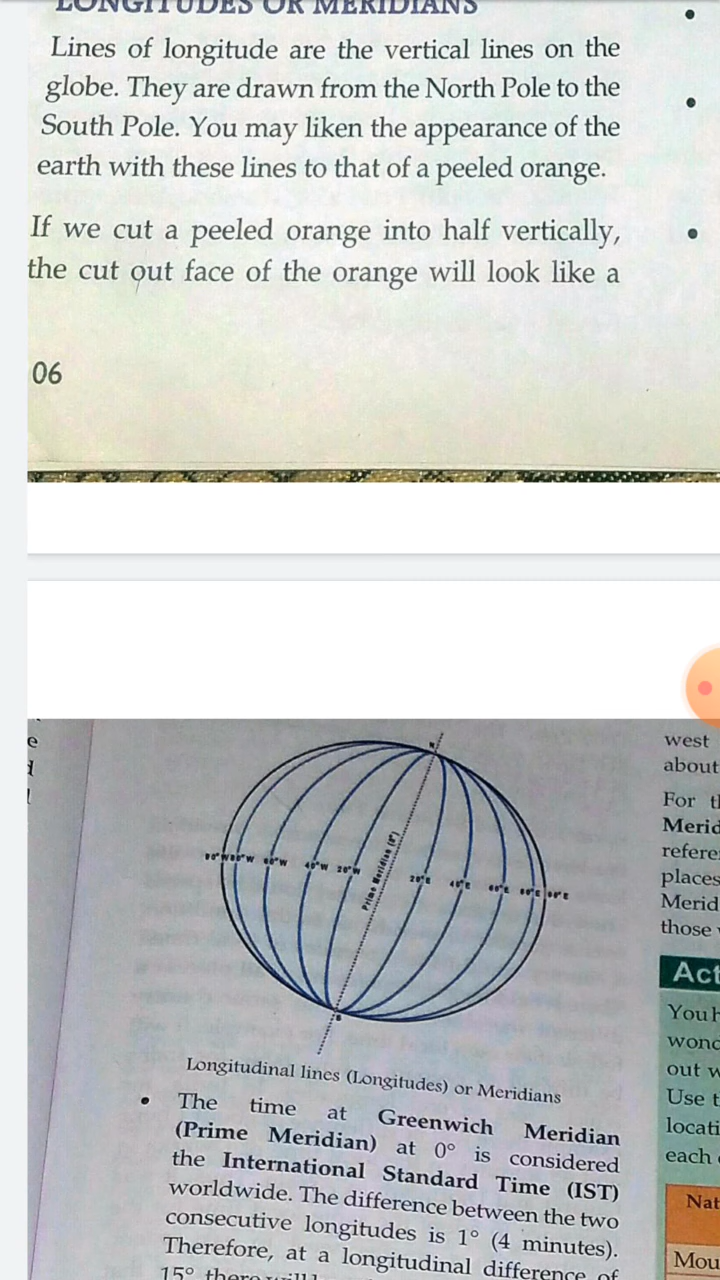 LONGITUDES OR MERIDIANS
Lines of longitude are the vertical lines on the
globe. They are drawn from the North Pole to the
South Pole. You may liken the appearance of the
earth with these lines to that of a peeled orange.
If we cut a peeled orange into half vertically,
the cut out face of the orange will look like a
06
N
80°W 60°W 40°W 20°W Prime Meridian (0°) 20°E 40°E 60°E 80°E 90°E
S
Longitudinal lines (Longitudes) or Meridians
• The time at Greenwich Meridian
(Prime Meridian) at 0° is considered
the International Standard Time (IST)
worldwide. The difference between the two
consecutive longitudes is 1° (4 minutes).
Therefore, at a longitudinal difference of
15° there will
west
about
For
Merid
refere
places
Merid
those
Act
You
wond
out
Use
locati
each
Nat
Mou